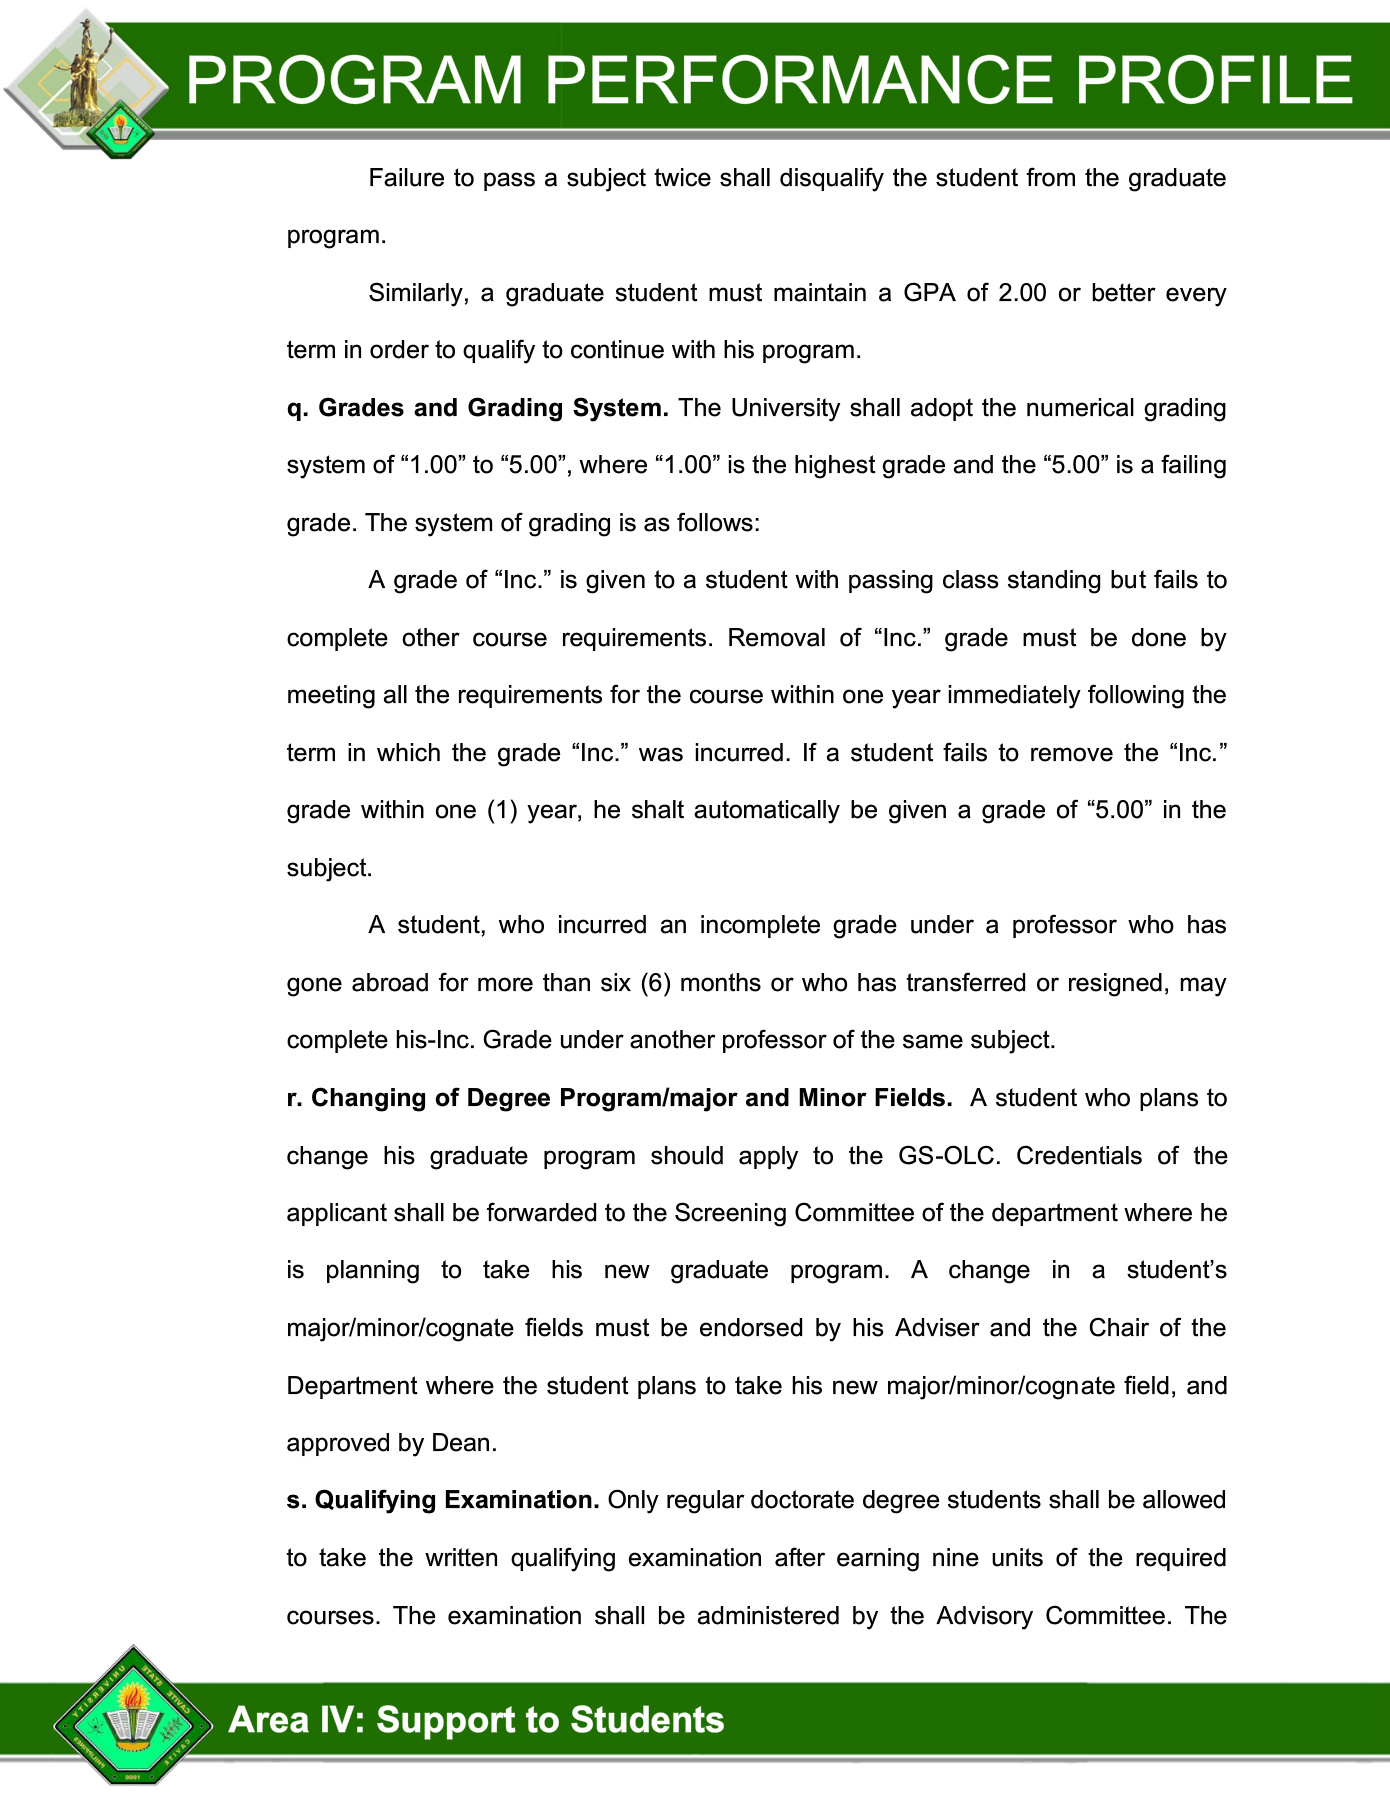 PROGRAM PERFORMANCE PROFILE
Failure to pass a subject twice shall disqualify the student from the graduate
program.
Similarly, a graduate student must maintain a GPA of 2.00 or better every
term in order to qualify to continue with his program.
q. Grades and Grading System. The University shall adopt the numerical grading
system of “1.00” to “5.00”, where “1.00” is the highest grade and the “5.00” is a failing
grade. The system of grading is as follows:
A grade of “Inc.” is given to a student with passing class standing but fails to
complete other course requirements. Removal of “Inc.” grade must be done by
meeting all the requirements for the course within one year immediately following the
term in which the grade “Inc.” was incurred. If a student fails to remove the “Inc.”
grade within one (1) year, he shalt automatically be given a grade of “5.00” in the
subject.
A student, who incurred an incomplete grade under a professor who has
gone abroad for more than six (6) months or who has transferred or resigned, may
complete his-Inc. Grade under another professor of the same subject.
r. Changing of Degree Program/major and Minor Fields. A student who plans to
change his graduate program should apply to the GS-OLC. Credentials of the
applicant shall be forwarded to the Screening Committee of the department where he
is planning to take his new graduate program. A change in a student’s
major/minor/cognate fields must be endorsed by his Adviser and the Chair of the
Department where the student plans to take his new major/minor/cognate field, and
approved by Dean.
s. Qualifying Examination. Only regular doctorate degree students shall be allowed
to take the written qualifying examination after earning nine units of the required
courses. The examination shall be administered by the Advisory Committee. The
CAVITE STATE UNIVERSITY
CAVITE
PHILIPPINES
1906
Area IV: Support to Students